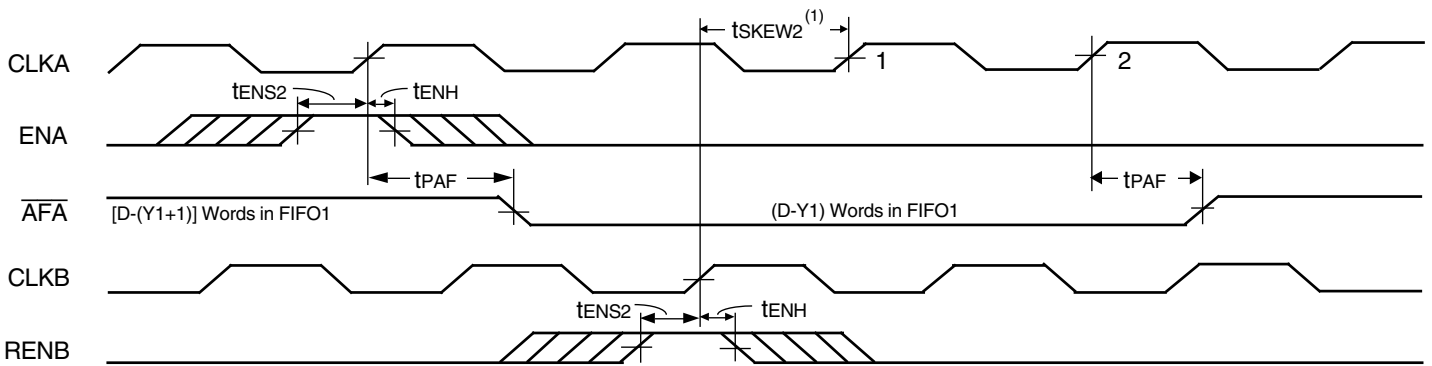 tSKEW2 (1)
CLKA 1 2
tENS2 tENH
ENA
tPAF tPAF
AFA [D-(Y1+1)] Words in FIFO1 (D-Y1) Words in FIFO1
CLKB
tENS2 tENH
RENB